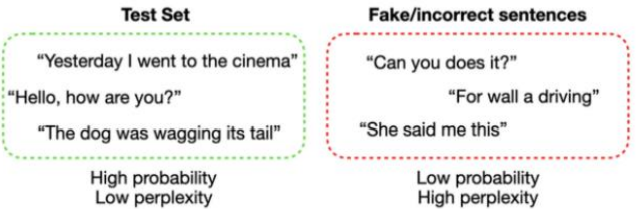 Test Set
"Yesterday I went to the cinema"
"Hello, how are you?"
"The dog was wagging its tail"
High probability
Low perplexity
Fake/incorrect sentences
"Can you does it?"
"For wall a driving"
"She said me this"
Low probability
High perplexity